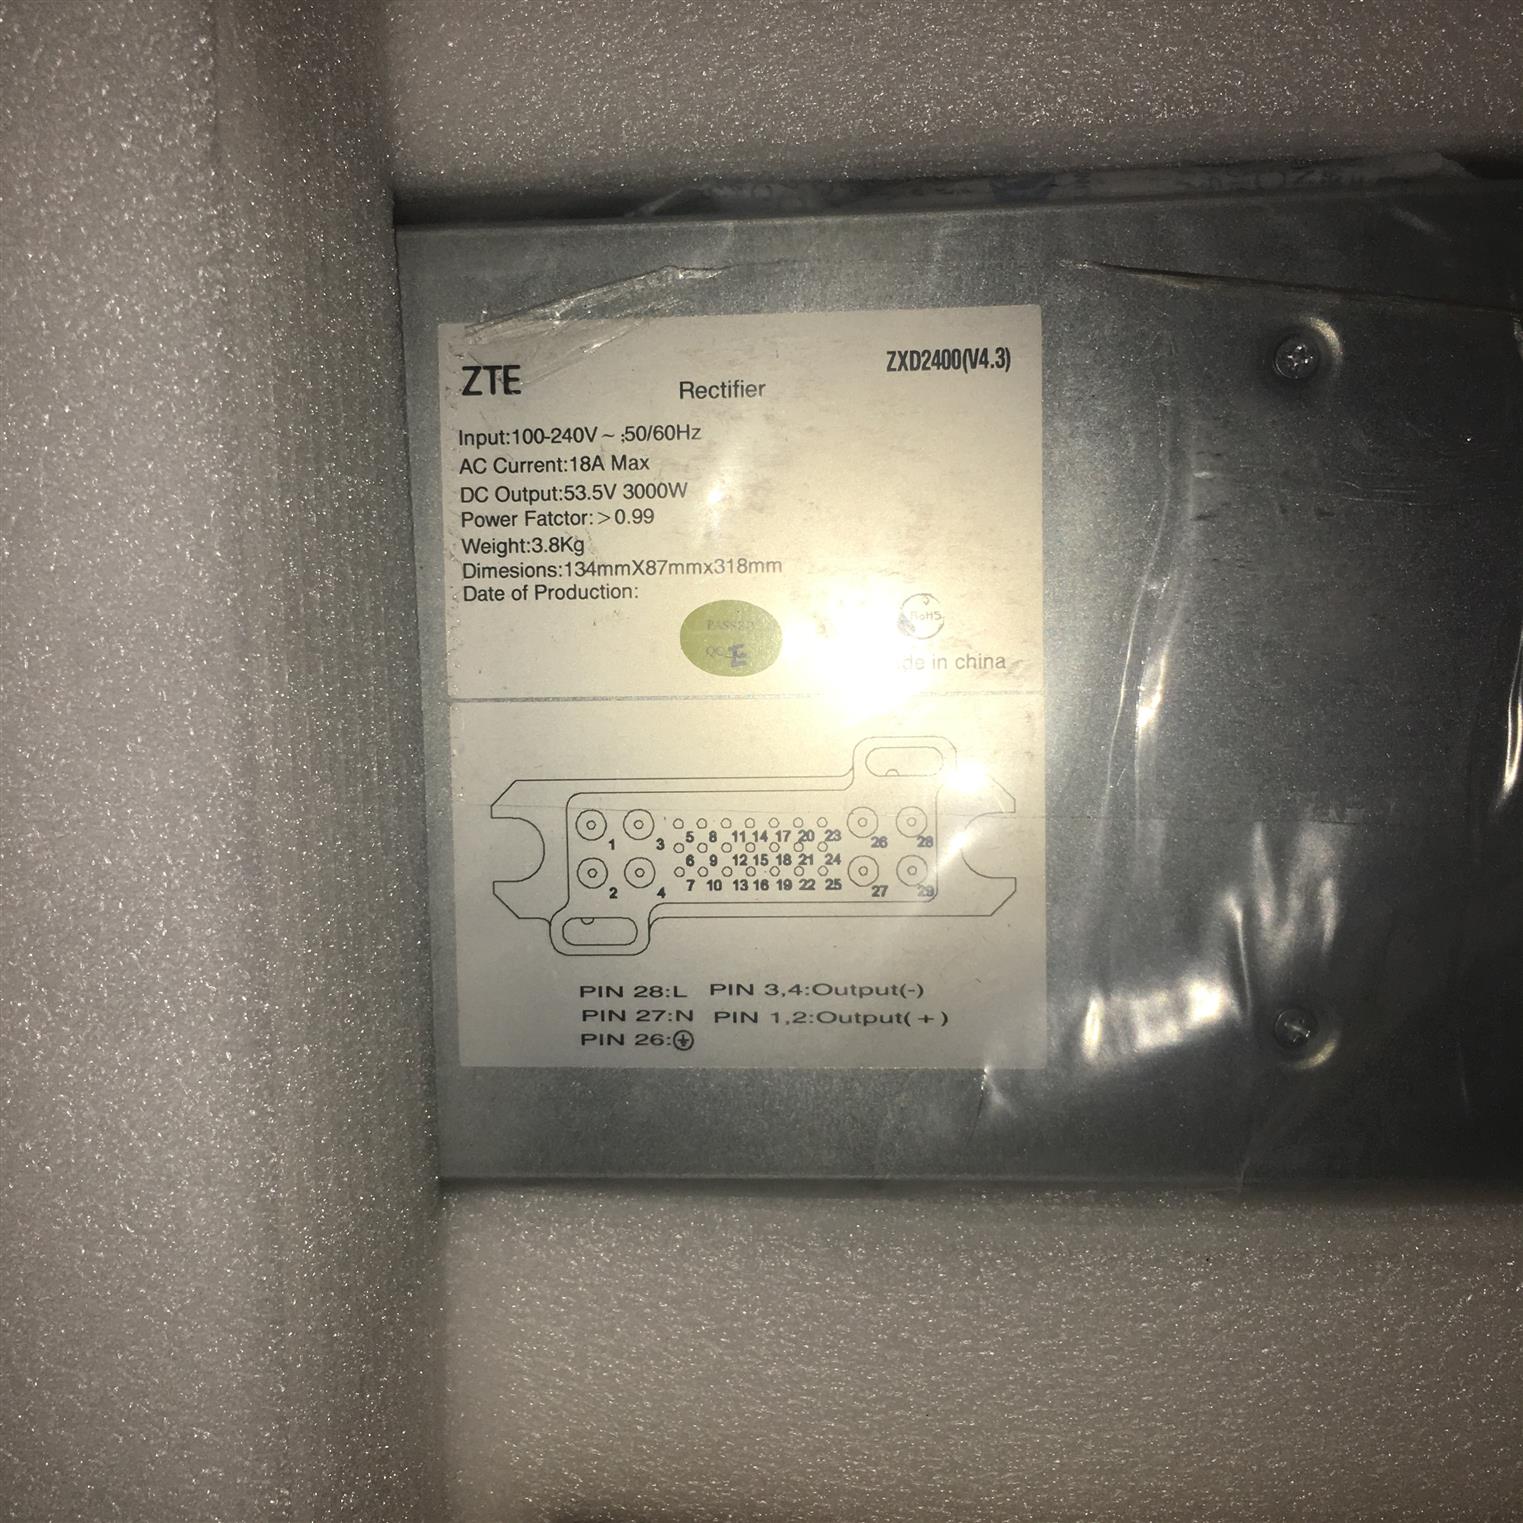 ZTE
ZXD2400(V4.3)
Rectifier
Input:100-240V~ ;50/60Hz
AC Current:18A Max
DC Output:53.5V 3000W
Power Fatctor:>0.99
Weight:3.8Kg
Dimesions:134mmX87mmx318mm
Date of Production:
PASSED
RoHS
QC
E
in china
5 8 11 14 17 20 23
1 3 26 28
6 9 12 15 18 21 24
7 10 13 16 19 22 25
2 4 27 29
PIN 28:L PIN 3,4:Output(-)
PIN 27:N PIN 1,2:Output(+)
PIN 26:⏚